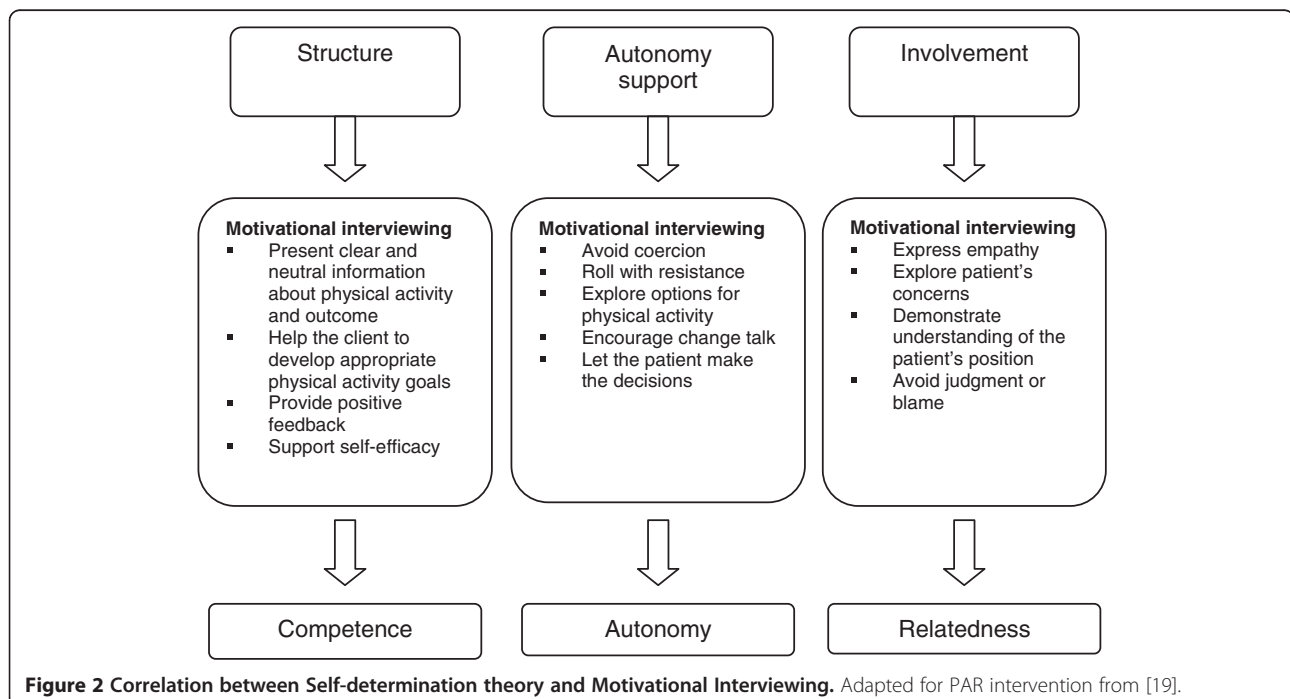 Structure
Autonomy
support
Involvement
Motivational interviewing
▪ Present clear and
neutral information
about physical activity
and outcome
▪ Help the client to
develop appropriate
physical activity goals
▪ Provide positive
feedback
▪ Support self-efficacy
Motivational interviewing
▪ Avoid coercion
▪ Roll with resistance
▪ Explore options for
physical activity
▪ Encourage change talk
▪ Let the patient make
the decisions
Motivational interviewing
▪ Express empathy
▪ Explore patient's
concerns
▪ Demonstrate
understanding of the
patient's position
▪ Avoid judgment or
blame
Competence
Autonomy
Relatedness
Figure 2 Correlation between Self-determination theory and Motivational Interviewing. Adapted for PAR intervention from [19].